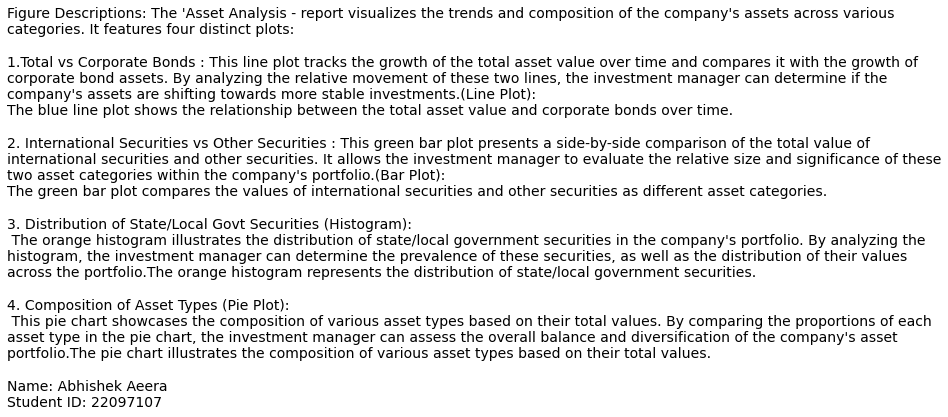 Figure Descriptions: The 'Asset Analysis - report visualizes the trends and composition of the company's assets across various
categories. It features four distinct plots:
1.Total vs Corporate Bonds : This line plot tracks the growth of the total asset value over time and compares it with the growth of
corporate bond assets. By analyzing the relative movement of these two lines, the investment manager can determine if the
company's assets are shifting towards more stable investments.(Line Plot):
The blue line plot shows the relationship between the total asset value and corporate bonds over time.
2. International Securities vs Other Securities : This green bar plot presents a side-by-side comparison of the total value of
international securities and other securities. It allows the investment manager to evaluate the relative size and significance of these
two asset categories within the company's portfolio.(Bar Plot):
The green bar plot compares the values of international securities and other securities as different asset categories.
3. Distribution of State/Local Govt Securities (Histogram):
The orange histogram illustrates the distribution of state/local government securities in the company's portfolio. By analyzing the
histogram, the investment manager can determine the prevalence of these securities, as well as the distribution of their values
across the portfolio.The orange histogram represents the distribution of state/local government securities.
4. Composition of Asset Types (Pie Plot):
This pie chart showcases the composition of various asset types based on their total values. By comparing the proportions of each
asset type in the pie chart, the investment manager can assess the overall balance and diversification of the company's asset
portfolio.The pie chart illustrates the composition of various asset types based on their total values.
Name: Abhishek Aeera
Student ID: 22097107